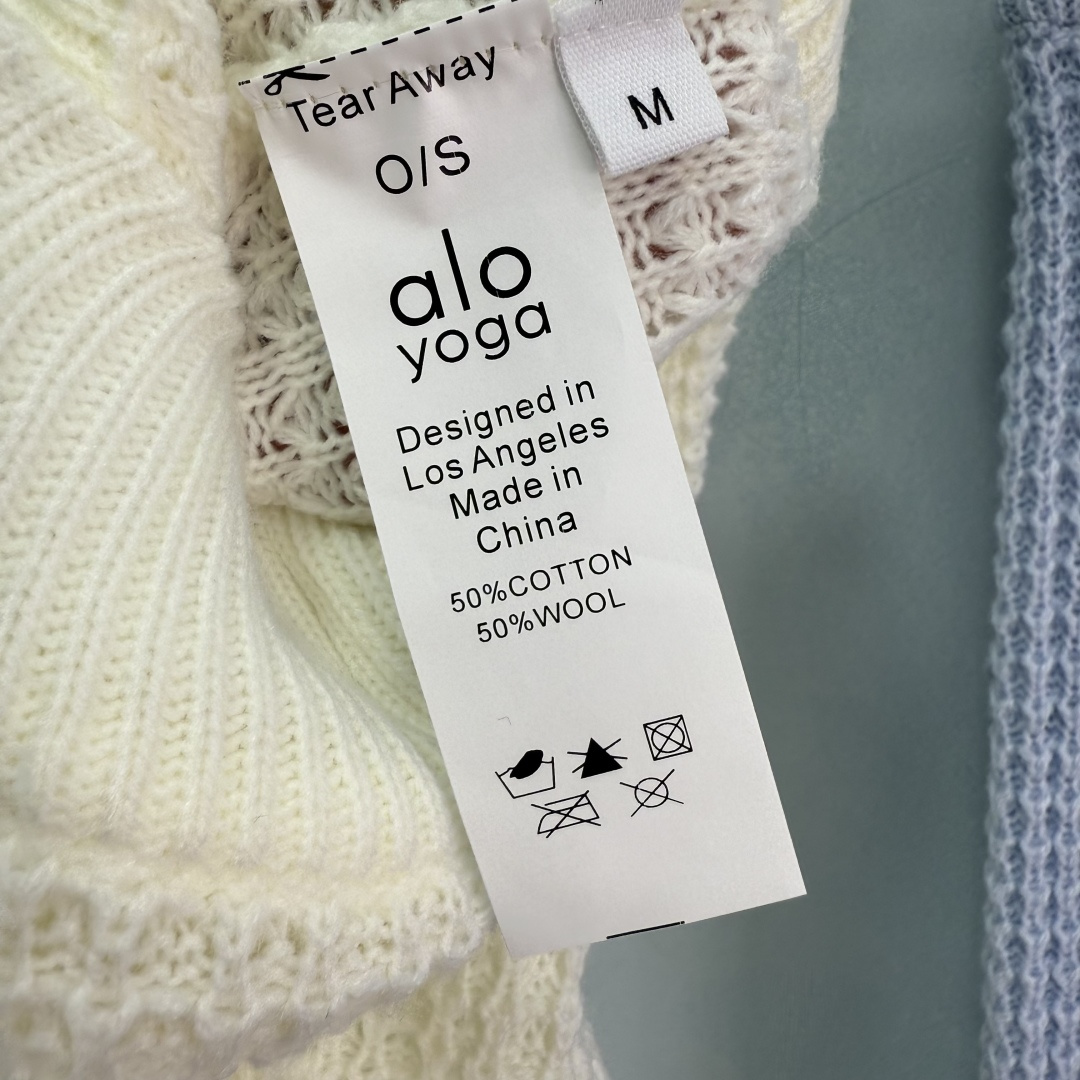 Tear Away
M
O/S
alo
yoga
Designed in
Los Angeles
Made in
China
50%COTTON
50%WOOL